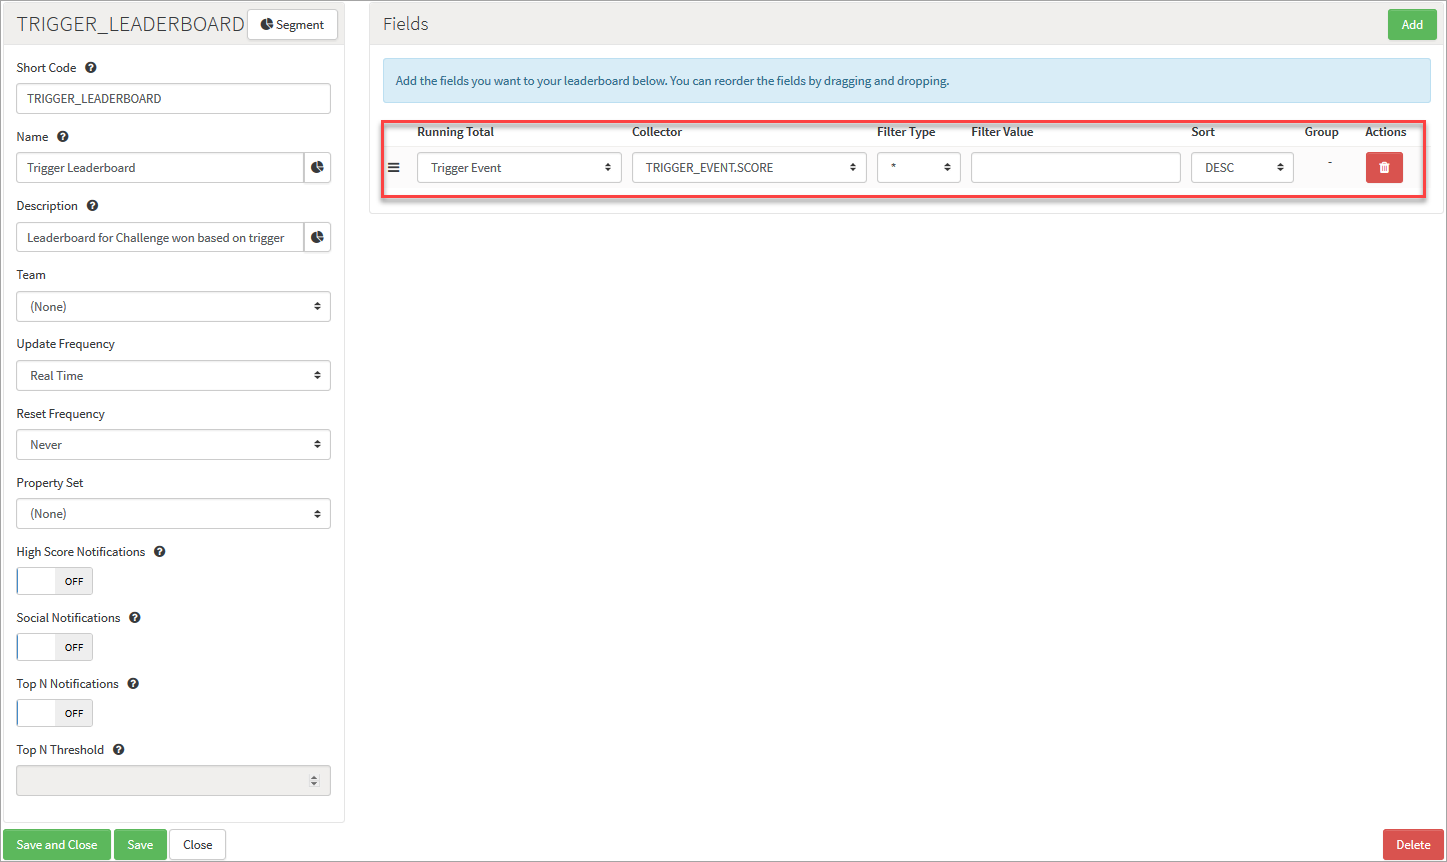 TRIGGER_LEADERBOARD
Segment
Short Code
TRIGGER_LEADERBOARD
Name
Trigger Leaderboard
Description
Leaderboard for Challenge won based on trigger
Team
(None)
Update Frequency
Real Time
Reset Frequency
Never
Property Set
(None)
High Score Notifications
OFF
Social Notifications
OFF
Top N Notifications
OFF
Top N Threshold
Save and Close Save Close
Fields
Add
Add the fields you want to your leaderboard below. You can reorder the fields by dragging and dropping.
Running Total Collector Filter Type Filter Value Sort Group Actions
Trigger Event TRIGGER_EVENT.SCORE * DESC -
Delete